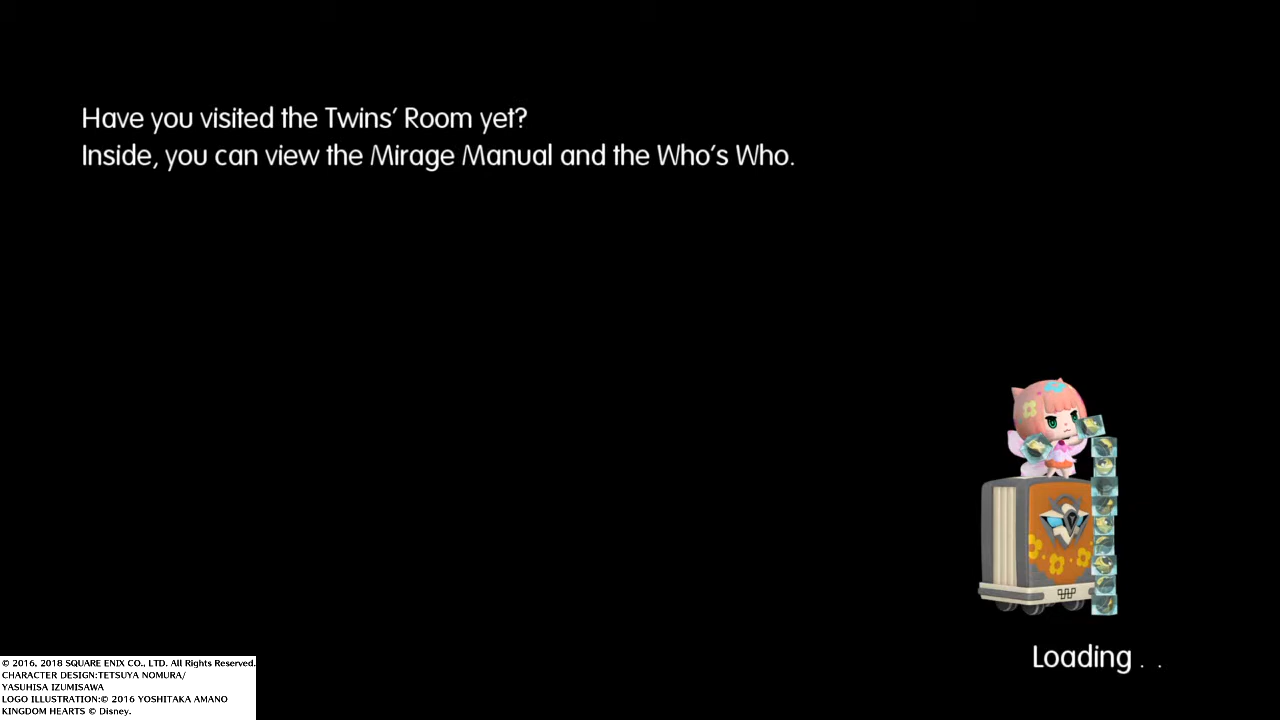 Have you visited the Twins' Room yet?
Inside, you can view the Mirage Manual and the Who's Who.
Loading . .
© 2016, 2018 SQUARE ENIX CO., LTD. All Rights Reserved.
CHARACTER DESIGN:TETSUYA NOMURA/
YASUHISA IZUMISAWA
LOGO ILLUSTRATION:© 2016 YOSHITAKA AMANO
KINGDOM HEARTS © Disney.